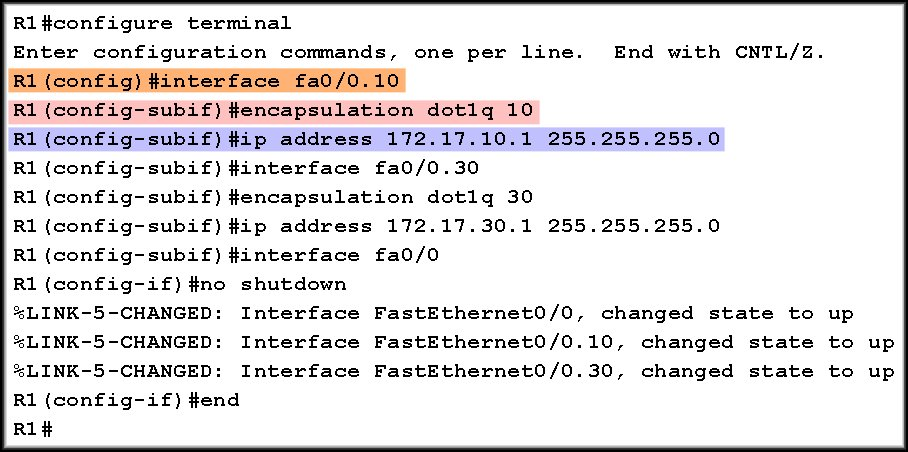 R1#configure terminal
Enter configuration commands, one per line.  End with CNTL/Z.
R1(config)#interface fa0/0.10
R1(config-subif)#encapsulation dot1q 10
R1(config-subif)#ip address 172.17.10.1 255.255.255.0
R1(config-subif)#interface fa0/0.30
R1(config-subif)#encapsulation dot1q 30
R1(config-subif)#ip address 172.17.30.1 255.255.255.0
R1(config-subif)#interface fa0/0
R1(config-if)#no shutdown
%LINK-5-CHANGED: Interface FastEthernet0/0, changed state to up
%LINK-5-CHANGED: Interface FastEthernet0/0.10, changed state to up
%LINK-5-CHANGED: Interface FastEthernet0/0.30, changed state to up
R1(config-if)#end
R1#